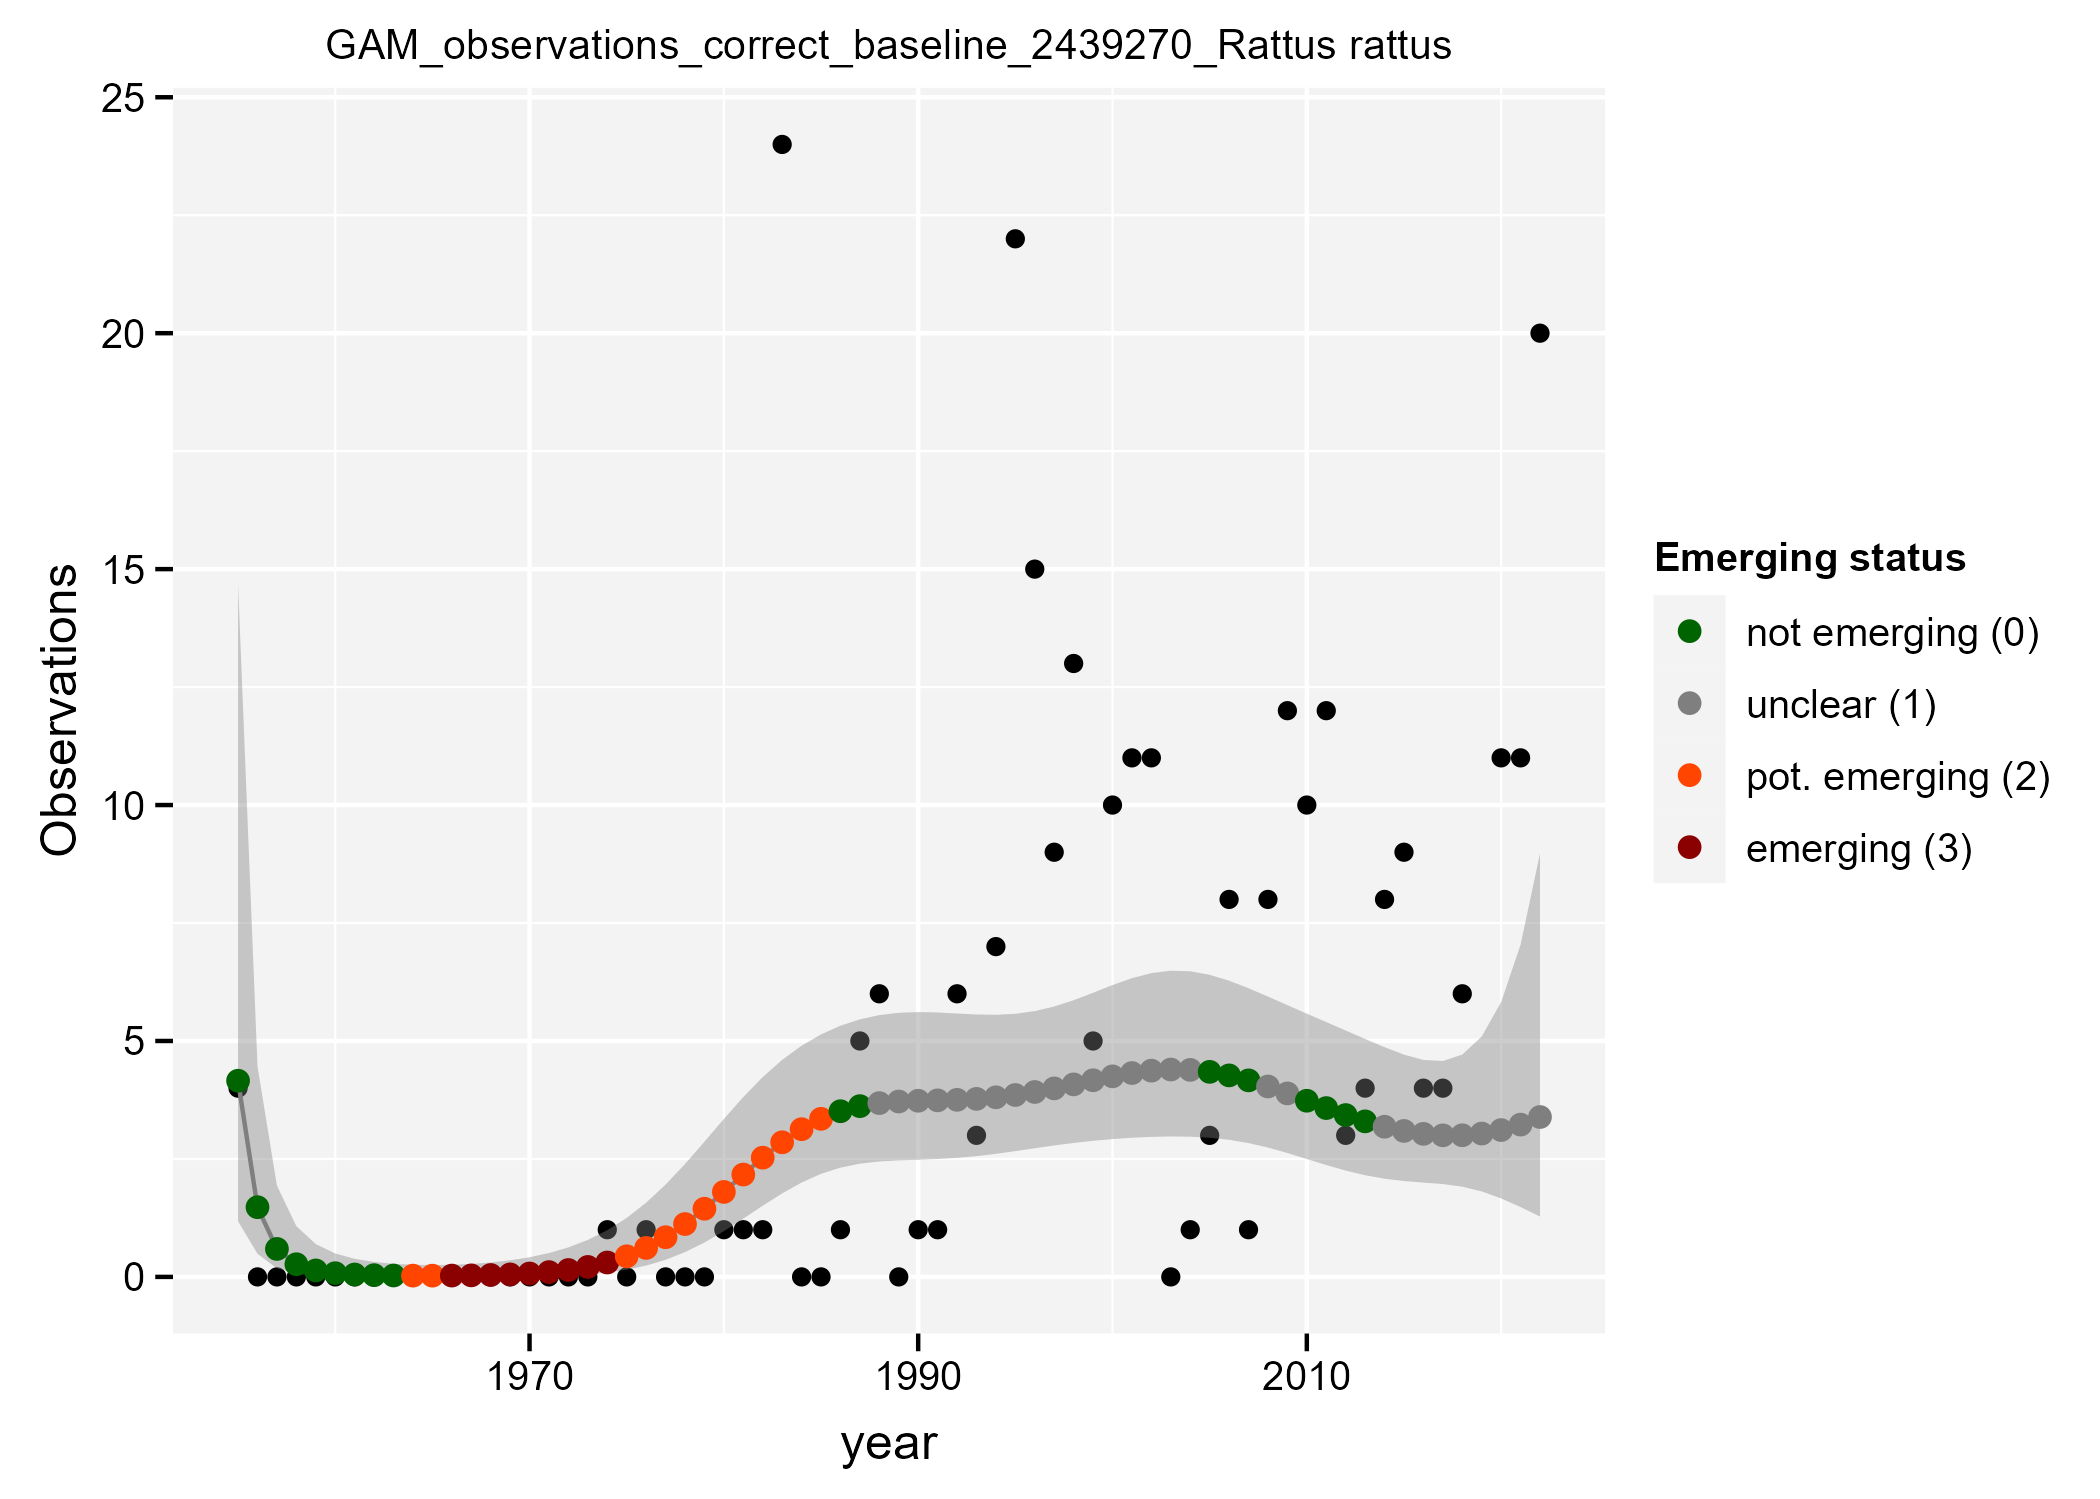 GAM_observations_correct_baseline_2439270_Rattus rattus
25
20
15
10
5
0
Observations
1970
1990
2010
year
Emerging status
not emerging (0)
unclear (1)
pot. emerging (2)
emerging (3)